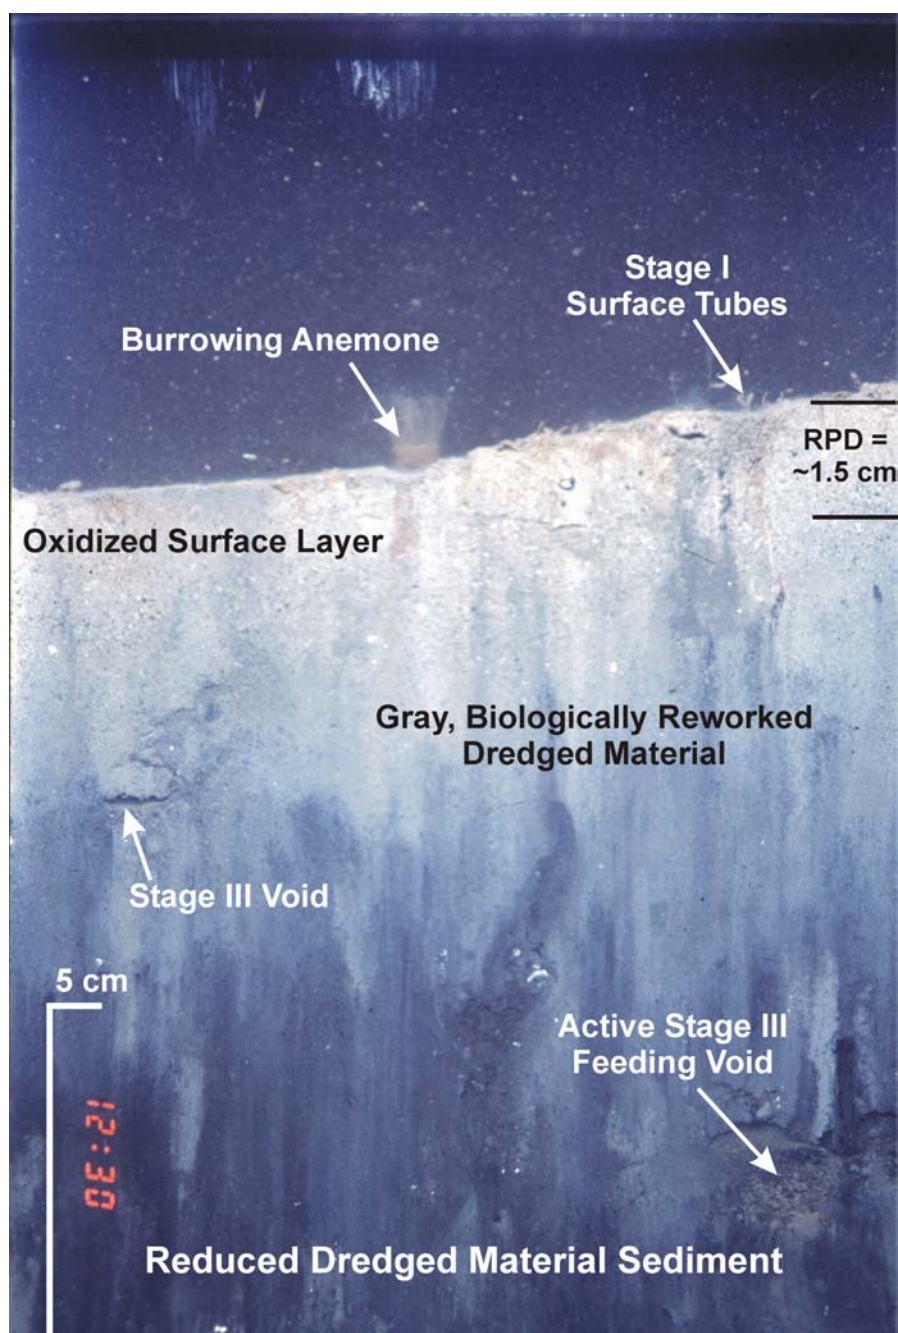 Stage I
Surface Tubes
Burrowing Anemone
RPD =
~1.5 cm
Oxidized Surface Layer
Gray, Biologically Reworked
Dredged Material
Stage III Void
5 cm
Active Stage III
Feeding Void
12:30
Reduced Dredged Material Sediment